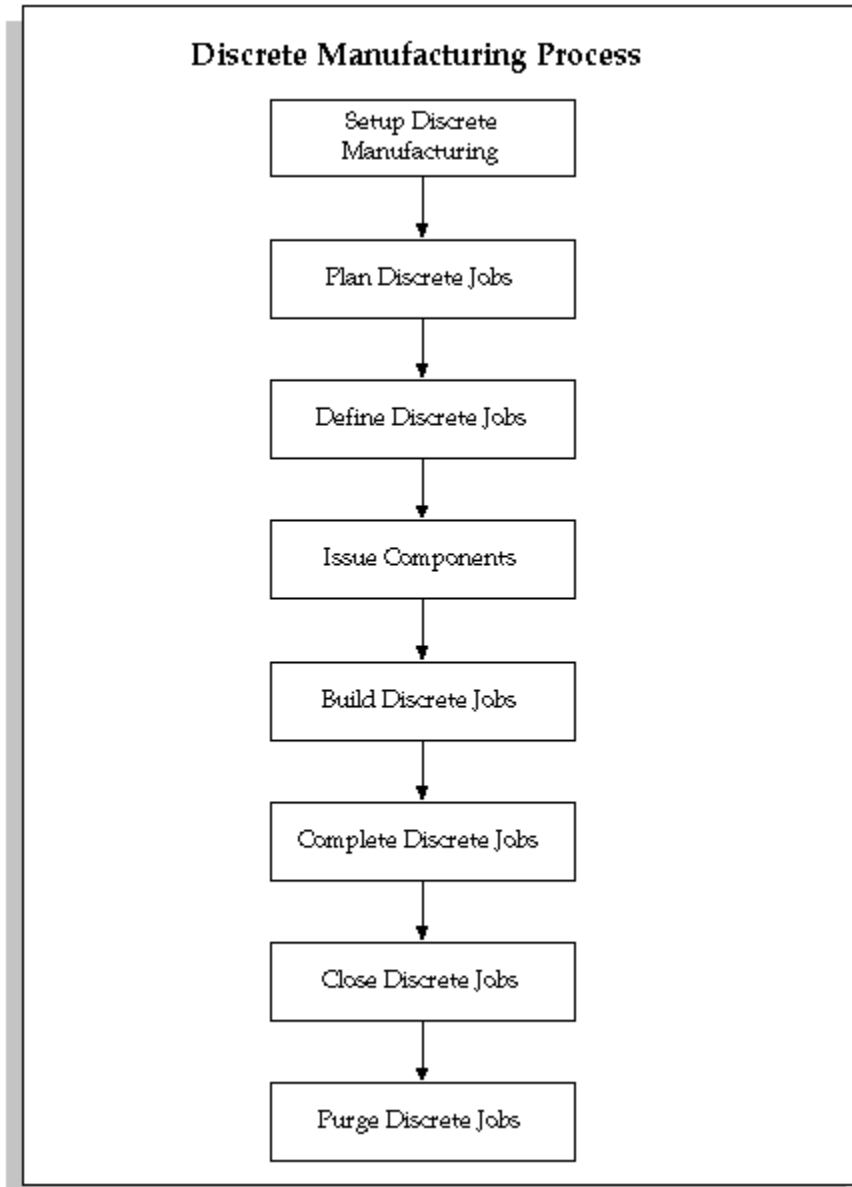 Discrete Manufacturing Process
Setup Discrete
Manufacturing
Plan Discrete Jobs
Define Discrete Jobs
Issue Components
Build Discrete Jobs
Complete Discrete Jobs
Close Discrete Jobs
Purge Discrete Jobs